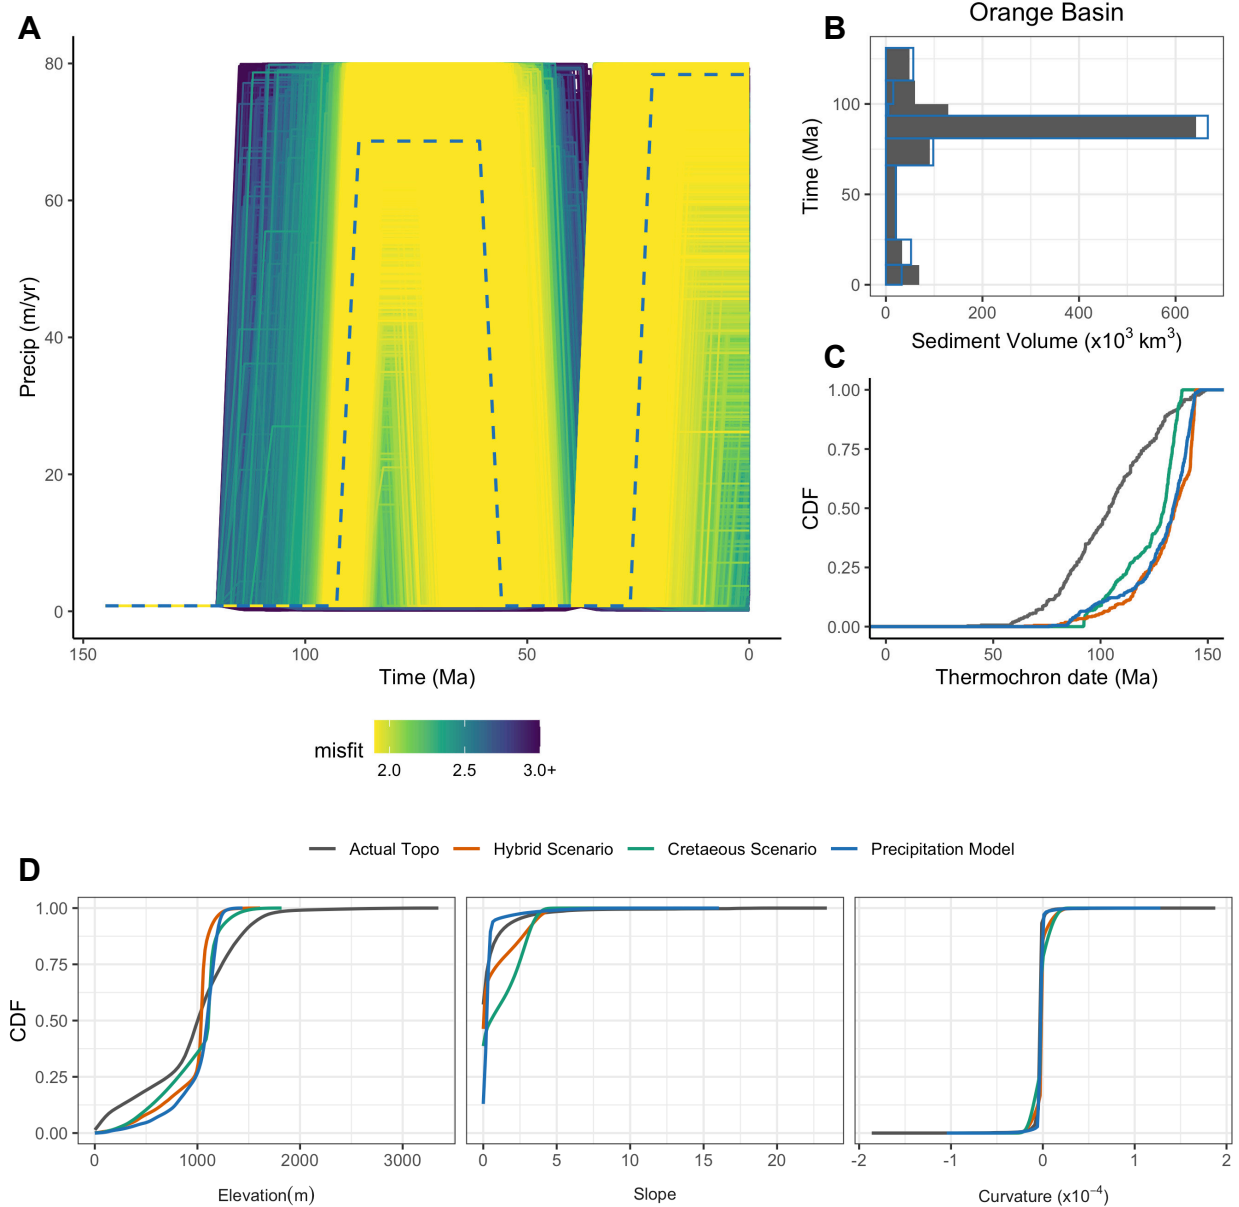 A
80
60
40
20
0
Precip (m/yr)
150
100
50
0
Time (Ma)
misfit
2.0
2.5
3.0+
B
Orange Basin
100
50
0
Time (Ma)
0
200
400
600
Sediment Volume (x10³ km³)
C
1.00
0.75
0.50
0.25
0.00
CDF
0
50
100
150
Thermochron date (Ma)
Actual Topo
Hybrid Scenario
Cretaeous Scenario
Precipitation Model
D
1.00
0.75
0.50
0.25
0.00
CDF
0
1000
2000
3000
Elevation(m)
0
5
10
15
20
Slope
-2
-1
0
1
2
Curvature (x10⁻⁴)